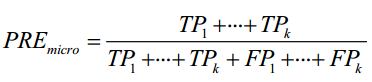 PRE_micro = (TP_1 +···+ TP_k) / (TP_1 +···+ TP_k + FP_1 +···+ FP_k)